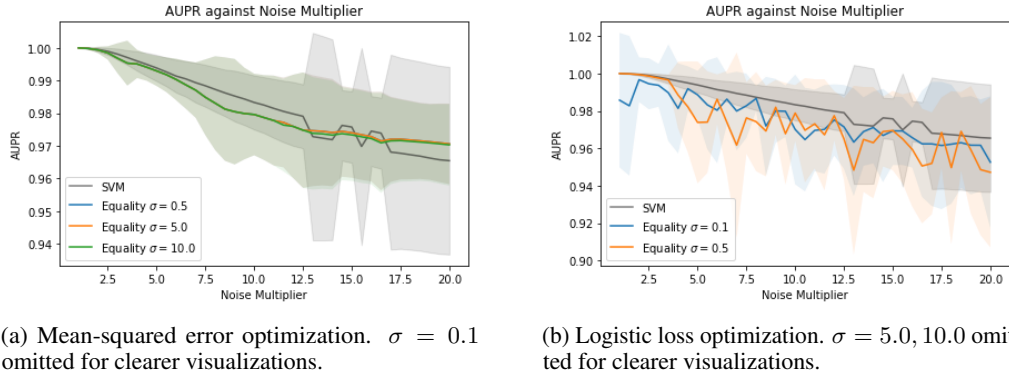 AUPR against Noise Multiplier
1.00
0.99
0.98
0.97
0.96
0.95
0.94
AUPR
SVM
Equality σ = 0.5
Equality σ = 5.0
Equality σ = 10.0
2.5 5.0 7.5 10.0 12.5 15.0 17.5 20.0
Noise Multiplier
(a) Mean-squared error optimization. σ = 0.1
omitted for clearer visualizations.
AUPR against Noise Multiplier
1.02
1.00
0.98
0.96
0.94
0.92
0.90
AUPR
SVM
Equality σ = 0.1
Equality σ = 0.5
2.5 5.0 7.5 10.0 12.5 15.0 17.5 20.0
Noise Multiplier
(b) Logistic loss optimization. σ = 5.0, 10.0 omit
ted for clearer visualizations.